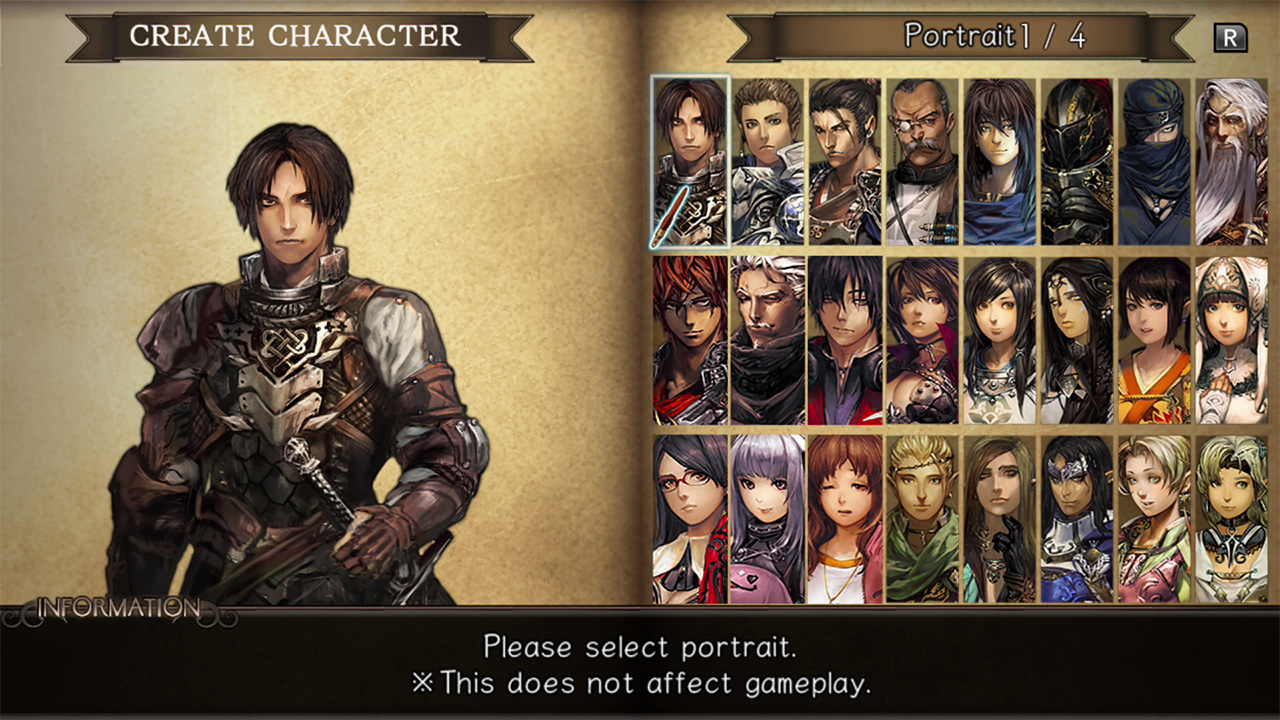 CREATE CHARACTER
Portrait1 / 4
R
INFORMATION
Please select portrait.
※This does not affect gameplay.